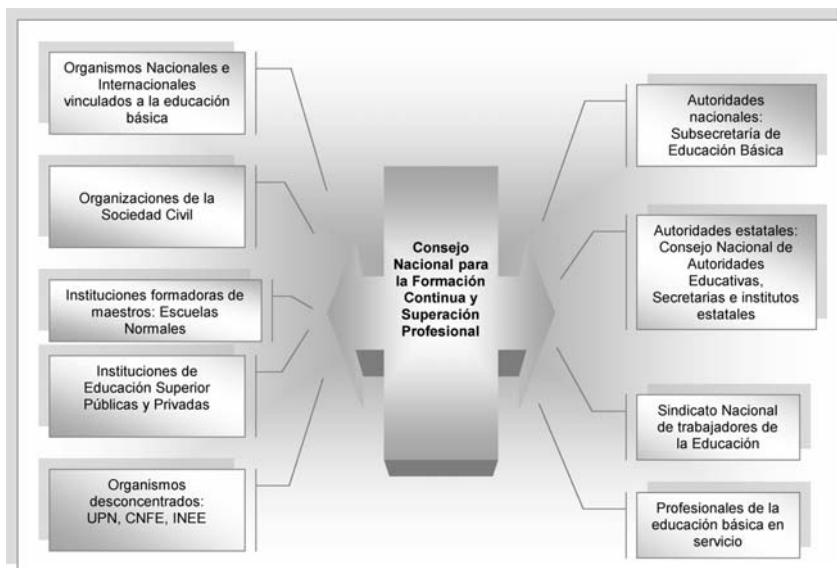 Organismos Nacionales e
Internacionales
vinculados a la educación
básica
Organizaciones de la
Sociedad Civil
Instituciones formadoras de
maestros: Escuelas
Normales
Instituciones de
Educación Superior
Públicas y Privadas
Organismos
desconcentrados:
UPN, CNFE, INEE
Consejo
Nacional para
la Formación
Continua y
Superación
Profesional
Autoridades
nacionales:
Subsecretaría de
Educación Básica
Autoridades estatales:
Consejo Nacional de
Autoridades
Educativas,
Secretarias e institutos
estatales
Sindicato Nacional
de trabajadores de
la Educación
Profesionales de la
educación básica en
servicio